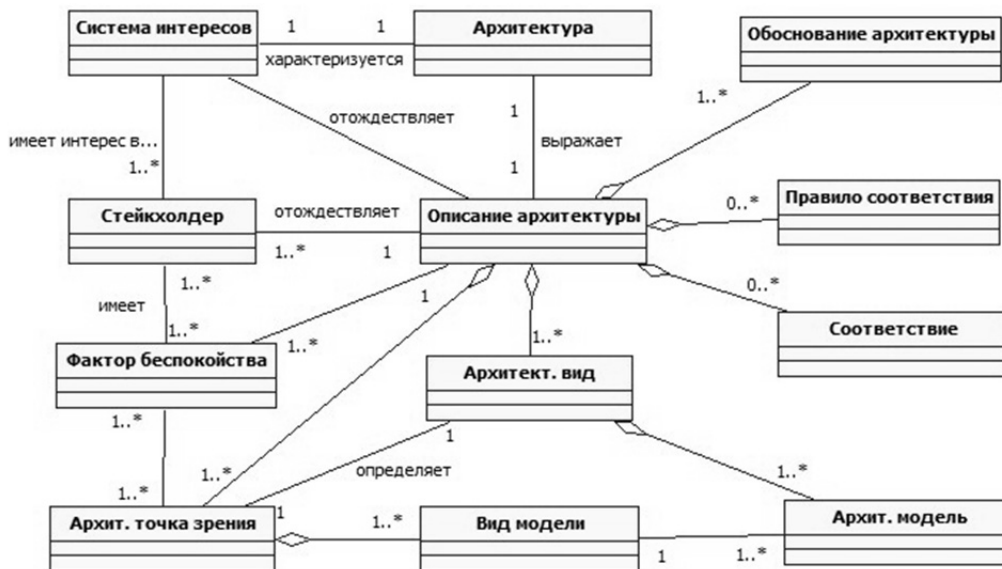 Система интересов
1
1
Архитектура
Обоснование архитектуры
характеризуется
1..*
отождествляет
1
имеет интерес в...
выражает
1..*
1
Правило соответствия
Стейкхолдер
отождествляет
Описание архитектуры
0..*
1..*
1
1..*
0..*
1
имеет
1..*
Соответствие
1..*
1..*
Фактор беспокойства
Архитект. вид
1..*
1
1..*
1..*
определяет
1..*
1..*
Архит. точка зрения
1
1..*
Вид модели
Архит. модель
1
1..*